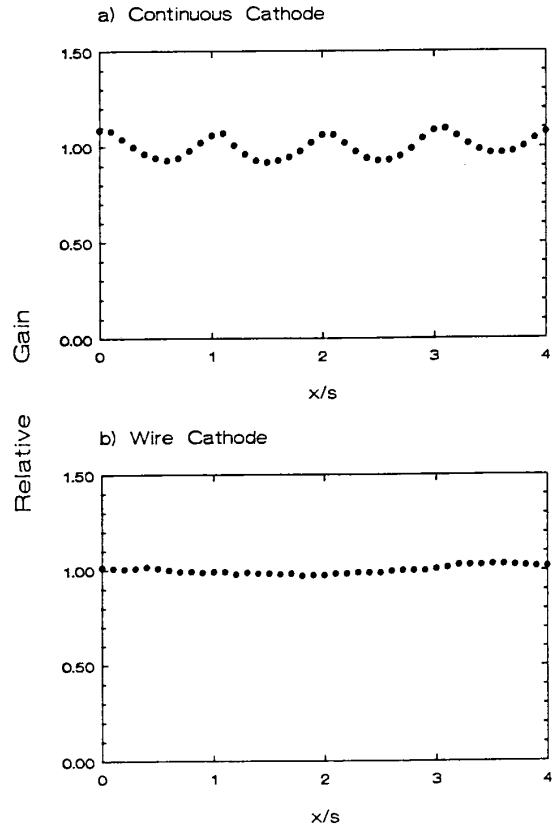 a) Continuous Cathode
1.50
1.00
0.50
0.00
0 1 2 3 4
x/s
Relative Gain
b) Wire Cathode
1.50
1.00
0.50
0.00
0 1 2 3 4
x/s